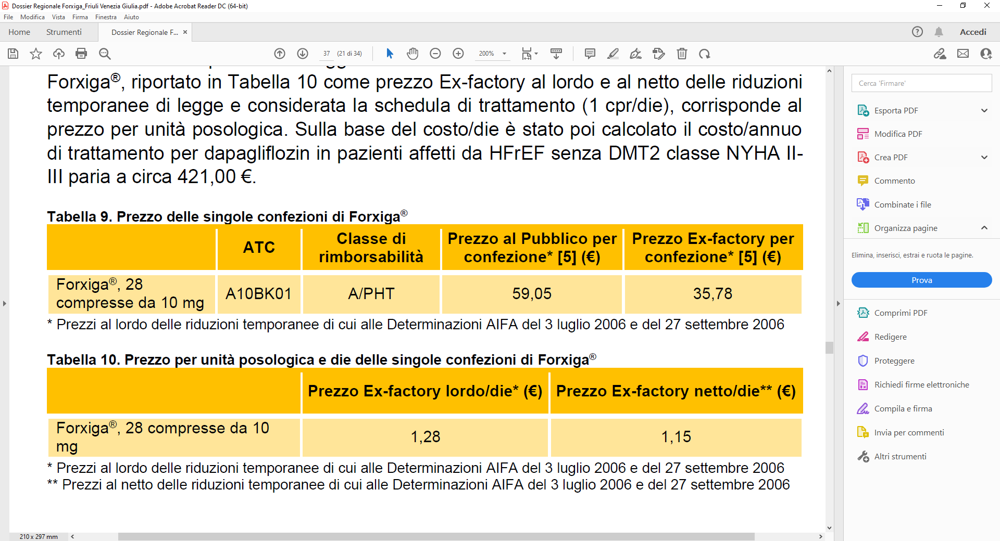 Dossier Regionale Forxiga_Friuli Venezia Giulia.pdf - Adobe Acrobat Reader DC (64-bit)
File Modifica Vista Firma Finestra Aiuto
Home Strumenti Dossier Regionale F... × Accedi
37 (21 di 34) 200%
Forxiga®, riportato in Tabella 10 come prezzo Ex-factory al lordo e al netto delle riduzioni
temporanee di legge e considerata la schedula di trattamento (1 cpr/die), corrisponde al
prezzo per unità posologica. Sulla base del costo/die è stato poi calcolato il costo/annuo
di trattamento per dapagliflozin in pazienti affetti da HFrEF senza DMT2 classe NYHA II-
III paria a circa 421,00 €.
Tabella 9. Prezzo delle singole confezioni di Forxiga®
ATC
Classe di
rimborsabilità
Prezzo al Pubblico per
confezione* [5] (€)
Prezzo Ex-factory per
confezione* [5] (€)
Forxiga®, 28
compresse da 10 mg
A10BK01
A/PHT
59,05
35,78
* Prezzi al lordo delle riduzioni temporanee di cui alle Determinazioni AIFA del 3 luglio 2006 e del 27 settembre 2006
Tabella 10. Prezzo per unità posologica e die delle singole confezioni di Forxiga®
Prezzo Ex-factory lordo/die* (€)
Prezzo Ex-factory netto/die** (€)
Forxiga®, 28 compresse da 10
mg
1,28
1,15
* Prezzi al lordo delle riduzioni temporanee di cui alle Determinazioni AIFA del 3 luglio 2006 e del 27 settembre 2006
** Prezzi al netto delle riduzioni temporanee di cui alle Determinazioni AIFA del 3 luglio 2006 e del 27 settembre 2006
210 x 297 mm
Cerca 'Firmare'
Esporta PDF
Modifica PDF
Crea PDF
Commento
Combinate i file
Organizza pagine
Elimina, inserisci, estrai e ruota le pagine.
Prova
Comprimi PDF
Redigere
Proteggere
Richiedi firme elettroniche
Compila e firma
Invia per commenti
Altri strumenti